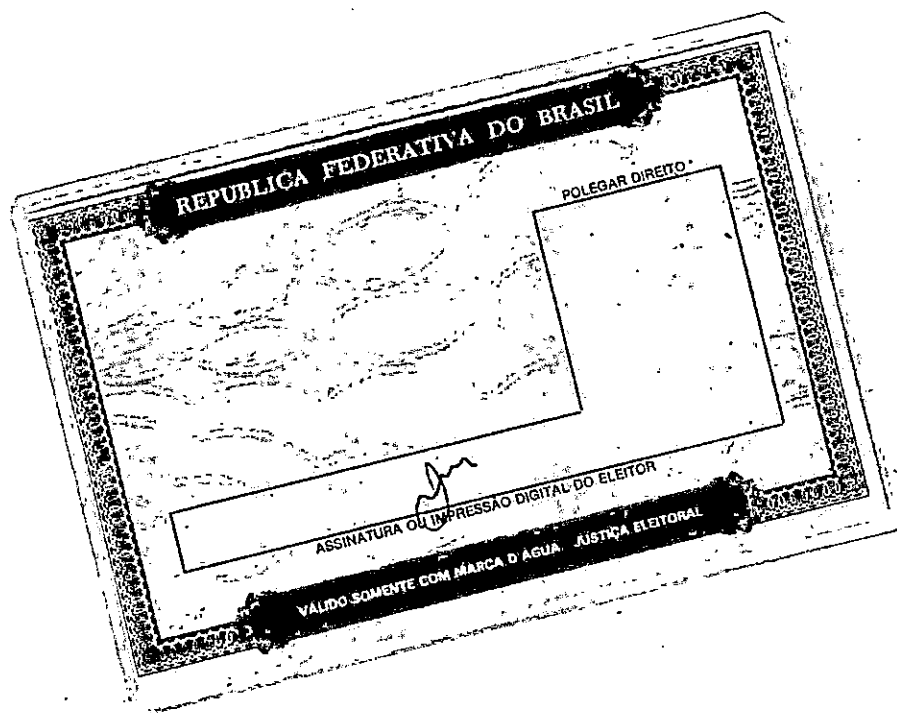 REPUBLICA FEDERATIVA DO BRASIL
POLEGAR DIREITO
ASSINATURA OU IMPRESSÃO DIGITAL DO ELEITOR
VÁLIDO SOMENTE COM MARCA D'AGUA. JUSTIÇA ELEITORAL